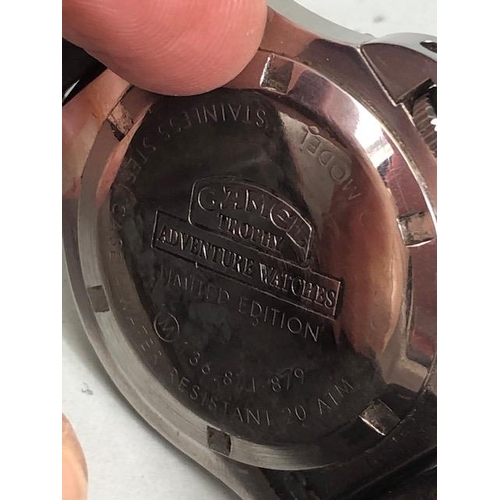 CAMEL
TROPHY
ADVENTURE WATCHES
LIMITED EDITION
MODEL
STAINLESS STEEL
WATER RESISTANT 20 ATM